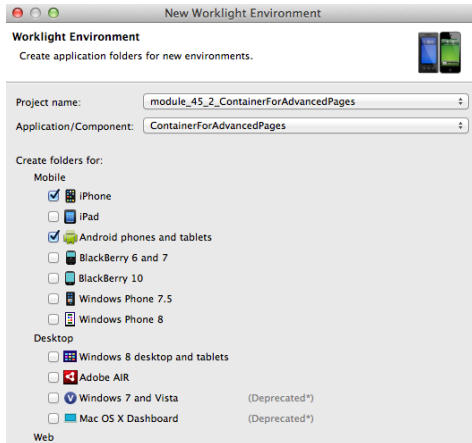 New Worklight Environment
Worklight Environment
Create application folders for new environments.
Project name: module_45_2_ContainerForAdvancedPages
Application/Component: ContainerForAdvancedPages
Create folders for:
Mobile
iPhone
iPad
Android phones and tablets
BlackBerry 6 and 7
BlackBerry 10
Windows Phone 7.5
Windows Phone 8
Desktop
Windows 8 desktop and tablets
Adobe AIR
Windows 7 and Vista (Deprecated*)
Mac OS X Dashboard (Deprecated*)
Web